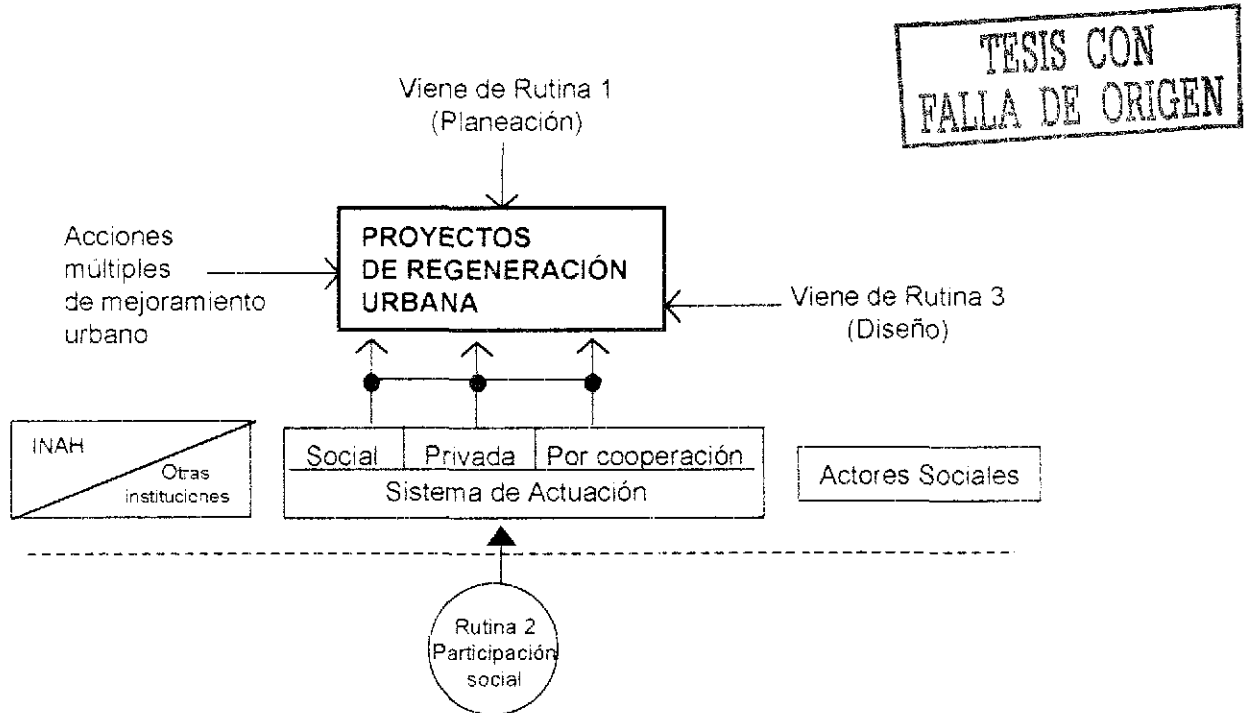 TESIS CON
FALLA DE ORIGEN
Viene de Rutina 1
(Planeación)
Acciones
múltiples
de mejoramiento
urbano
PROYECTOS
DE REGENERACIÓN
URBANA
Viene de Rutina 3
(Diseño)
INAH
Otras
instituciones
Social Privada Por cooperación
Sistema de Actuación
Actores Sociales
Rutina 2
Participación
social